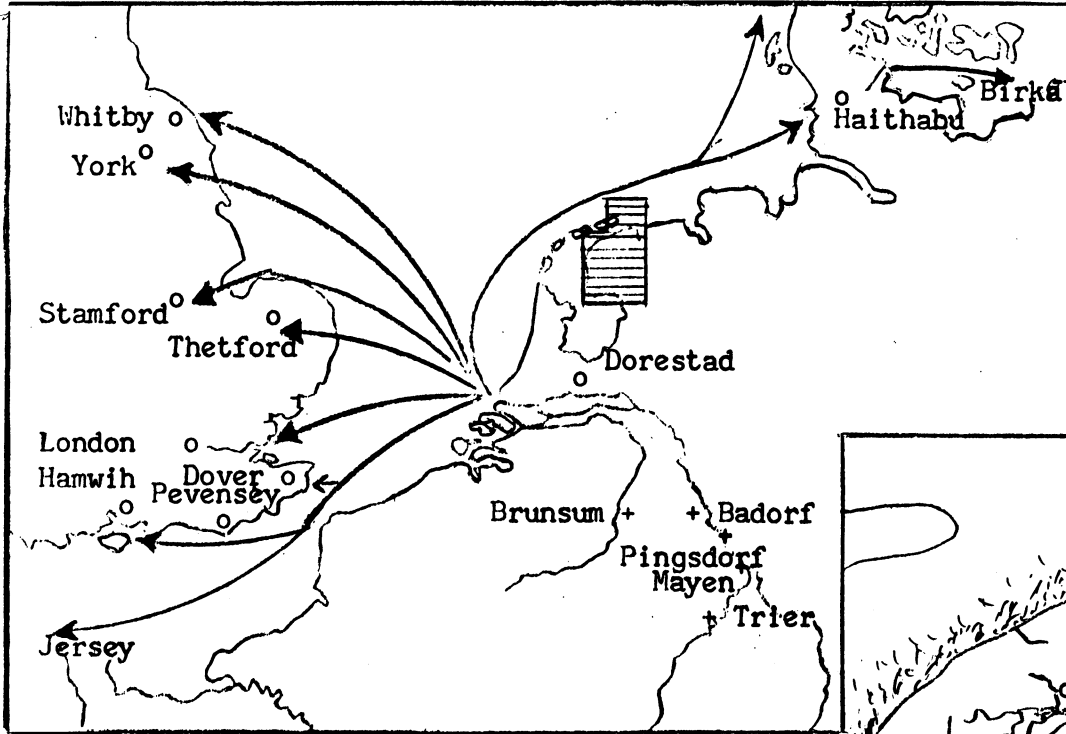 Birka
Haithabu
Whitby
York
Stamford
Thetford
Dorestad
London
Hamwih
Dover
Pevensey
Brunsum
Badorf
Pingsdorf
Mayen
Trier
Jersey